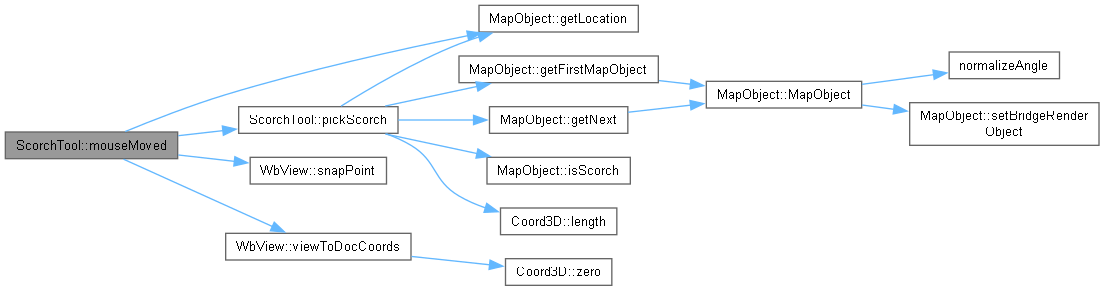 MapObject::getLocation
MapObject::getFirstMapObject
normalizeAngle
MapObject::MapObject
ScorchTool::pickScorch
MapObject::getNext
MapObject::setBridgeRender
Object
ScorchTool::mouseMoved
WbView::snapPoint
MapObject::isScorch
Coord3D::length
WbView::viewToDocCoords
Coord3D::zero